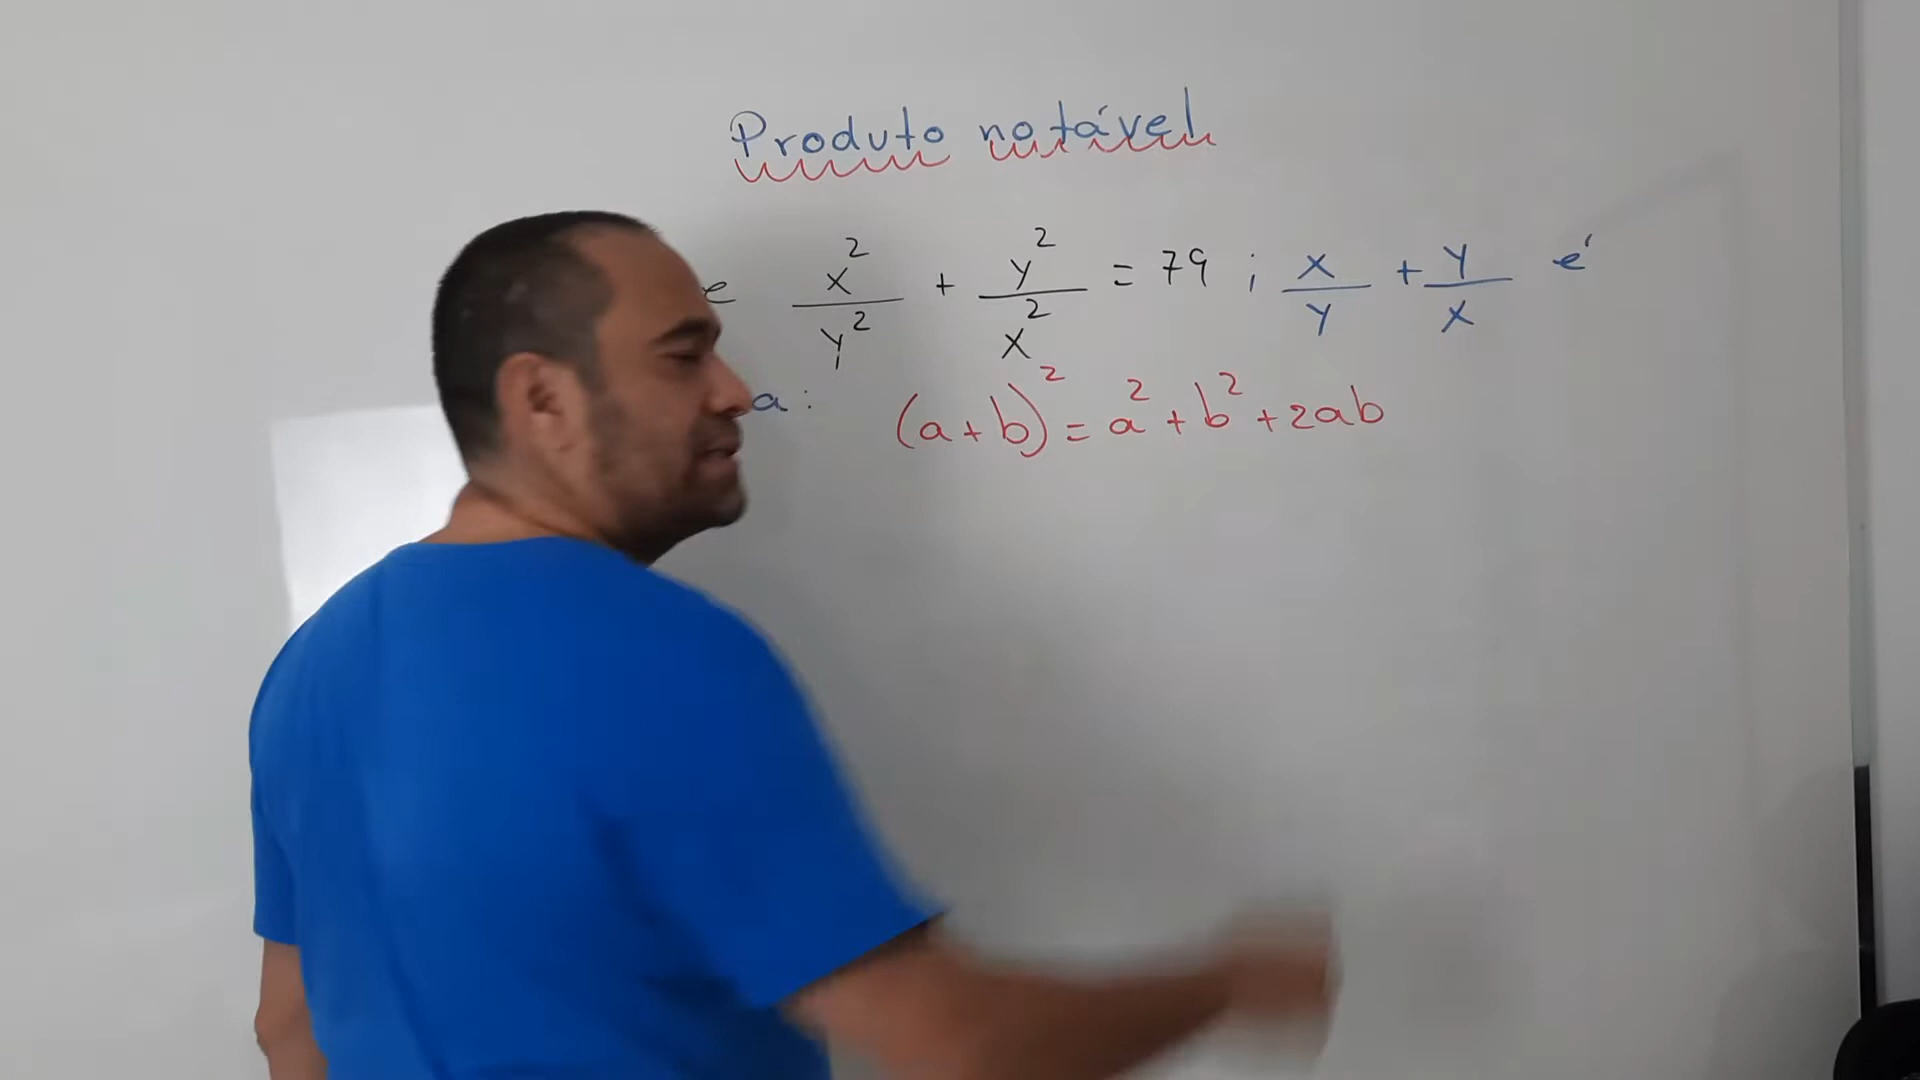 Produto notável
e x²/y² + y²/x² = 79 ; x/y + y/x é
a : (a+b)² = a² + b² + 2ab